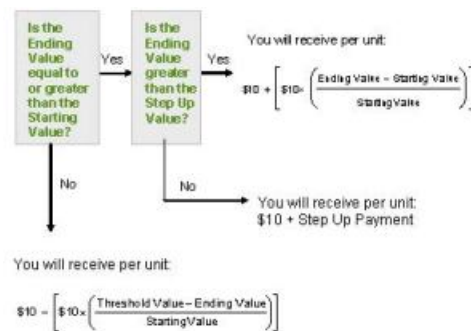 Is the
Ending
Value
equal to
or greater
than the
Starting
Value?
Yes
Is the
Ending
Value
greater
than the
Step Up
Value?
Yes
You will receive per unit:
$10 + [ $10× ( Ending Value – Starting Value
Starting Value ) ]
No
No
You will receive per unit:
$10 + Step Up Payment
You will receive per unit:
$10 – [ $10× ( Threshold Value – Ending Value
Starting Value ) ]